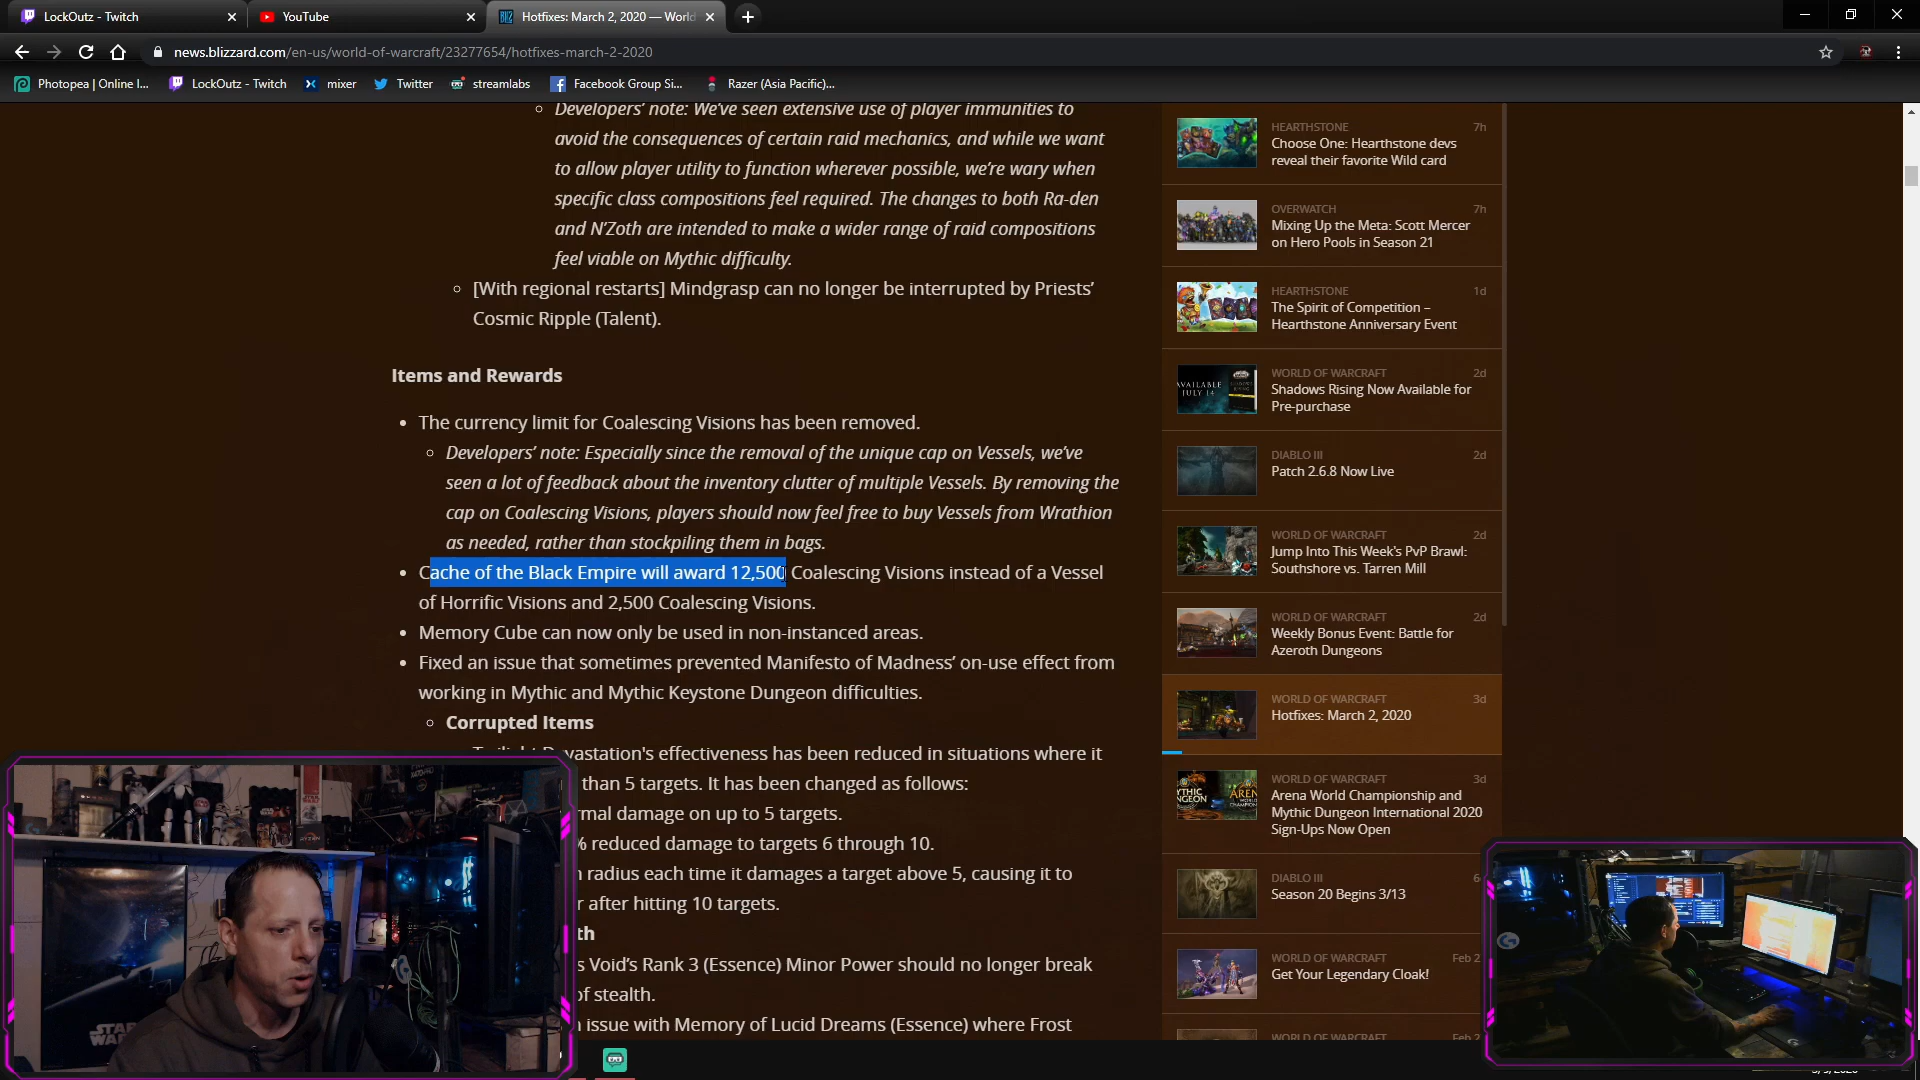 LockOutz - Twitch
YouTube
Hotfixes: March 2, 2020 — World
news.blizzard.com/en-us/world-of-warcraft/23277654/hotfixes-march-2-2020
Photopea | Online I...
LockOutz - Twitch
mixer
Twitter
streamlabs
Facebook Group Si...
Razer (Asia Pacific)...
Developers' note: We've seen extensive use of player immunities to
avoid the consequences of certain raid mechanics, and while we want
to allow player utility to function wherever possible, we're wary when
specific class compositions feel required. The changes to both Ra-den
and N'Zoth are intended to make a wider range of raid compositions
feel viable on Mythic difficulty.
[With regional restarts] Mindgrasp can no longer be interrupted by Priests'
Cosmic Ripple (Talent).
Items and Rewards
The currency limit for Coalescing Visions has been removed.
Developers' note: Especially since the removal of the unique cap on Vessels, we've
seen a lot of feedback about the inventory clutter of multiple Vessels. By removing the
cap on Coalescing Visions, players should now feel free to buy Vessels from Wrathion
as needed, rather than stockpiling them in bags.
Cache of the Black Empire will award 12,500 Coalescing Visions instead of a Vessel
of Horrific Visions and 2,500 Coalescing Visions.
Memory Cube can now only be used in non-instanced areas.
Fixed an issue that sometimes prevented Manifesto of Madness' on-use effect from
working in Mythic and Mythic Keystone Dungeon difficulties.
Corrupted Items
Twilight Devastation's effectiveness has been reduced in situations where it
than 5 targets. It has been changed as follows:
rmal damage on up to 5 targets.
% reduced damage to targets 6 through 10.
radius each time it damages a target above 5, causing it to
r after hitting 10 targets.
th
s Void's Rank 3 (Essence) Minor Power should no longer break
of stealth.
issue with Memory of Lucid Dreams (Essence) where Frost
HEARTHSTONE 7h
Choose One: Hearthstone devs
reveal their favorite Wild card
OVERWATCH 7h
Mixing Up the Meta: Scott Mercer
on Hero Pools in Season 21
HEARTHSTONE 1d
The Spirit of Competition –
Hearthstone Anniversary Event
AVAILABLE
JULY 14
WORLD OF WARCRAFT 2d
Shadows Rising Now Available for
Pre-purchase
DIABLO III 2d
Patch 2.6.8 Now Live
WORLD OF WARCRAFT 2d
Jump Into This Week's PvP Brawl:
Southshore vs. Tarren Mill
WORLD OF WARCRAFT 2d
Weekly Bonus Event: Battle for
Azeroth Dungeons
WORLD OF WARCRAFT 3d
Hotfixes: March 2, 2020
WORLD OF WARCRAFT 3d
Arena World Championship and
Mythic Dungeon International 2020
Sign-Ups Now Open
DIABLO III 6
Season 20 Begins 3/13
WORLD OF WARCRAFT Feb 2
Get Your Legendary Cloak!
WORLD OF WARCRAFT Feb 2
STAR
WARS